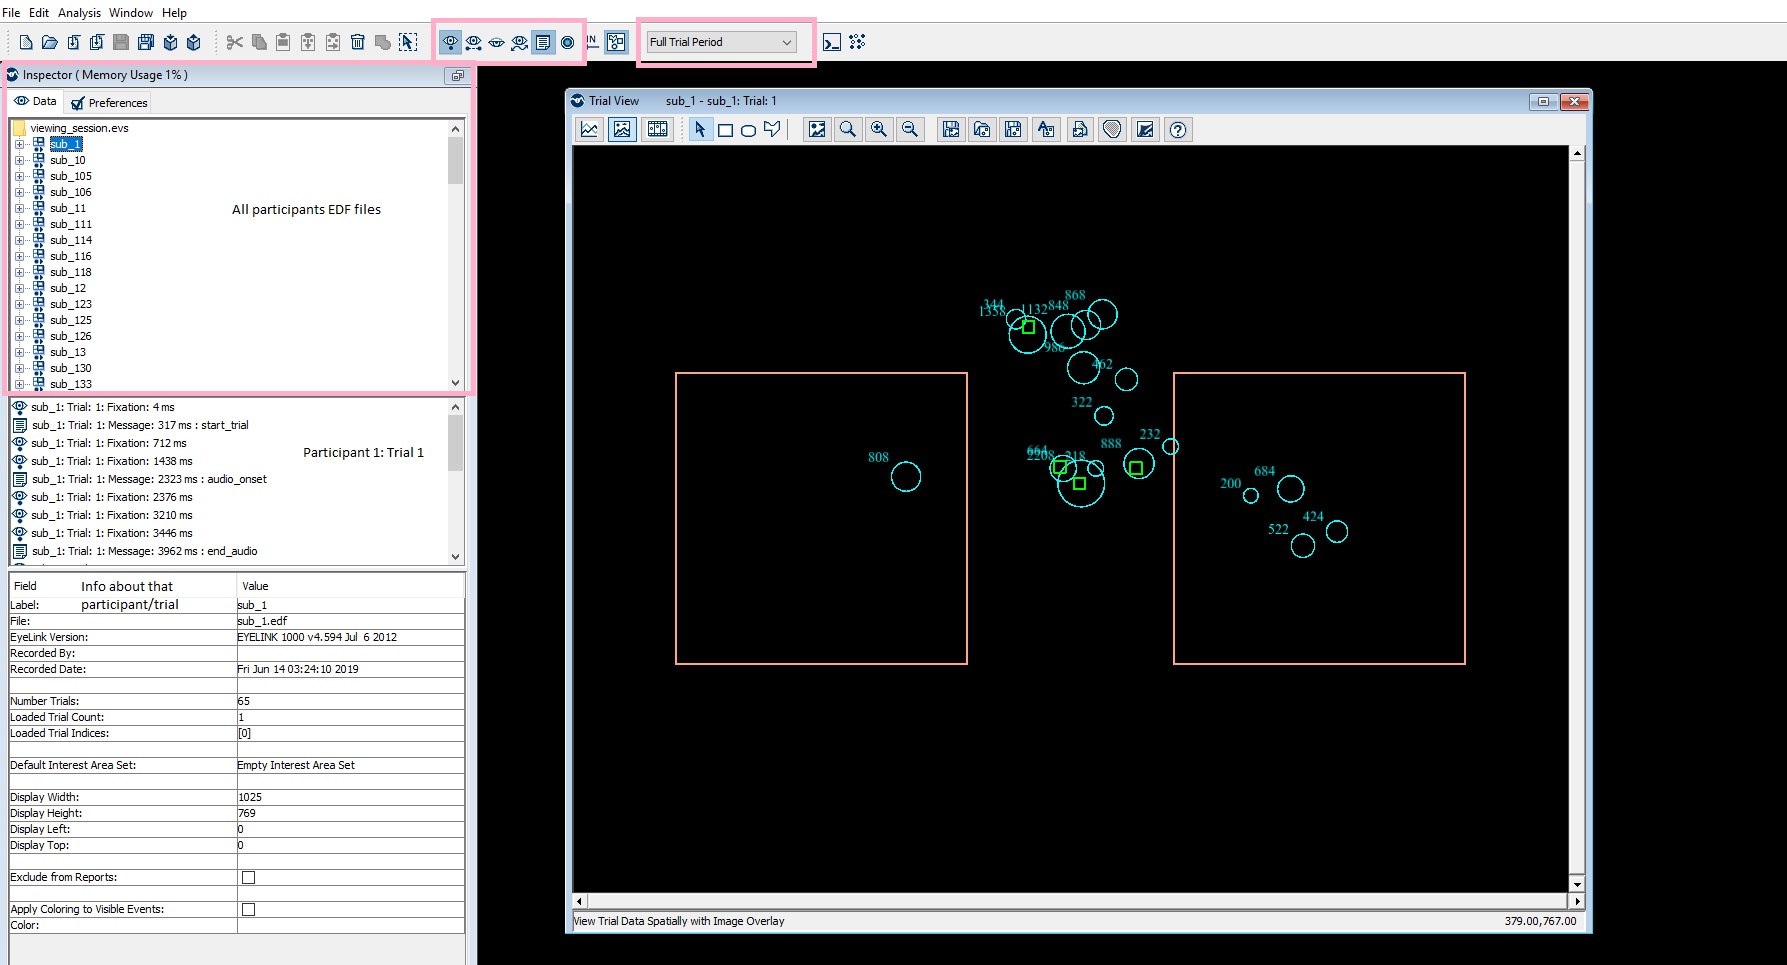 File Edit Analysis Window Help
Full Trial Period
Inspector ( Memory Usage 1% )
Data Preferences
viewing_session.evs
sub_1
sub_10
sub_105
sub_106
sub_11
sub_111
sub_114
sub_116
sub_118
sub_12
sub_123
sub_125
sub_126
sub_13
sub_130
sub_133
All participants EDF files
sub_1: Trial: 1: Fixation: 4 ms
sub_1: Trial: 1: Message: 317 ms : start_trial
sub_1: Trial: 1: Fixation: 712 ms
sub_1: Trial: 1: Fixation: 1438 ms
sub_1: Trial: 1: Message: 2323 ms : audio_onset
sub_1: Trial: 1: Fixation: 2376 ms
sub_1: Trial: 1: Fixation: 3210 ms
sub_1: Trial: 1: Fixation: 3446 ms
sub_1: Trial: 1: Message: 3962 ms : end_audio
Participant 1: Trial 1
Field Value
Info about that
participant/trial
Label: sub_1
File: sub_1.edf
EyeLink Version: EYELINK 1000 v4.594 Jul 6 2012
Recorded By:
Recorded Date: Fri Jun 14 03:24:10 2019
Number Trials: 65
Loaded Trial Count: 1
Loaded Trial Indices: [0]
Default Interest Area Set: Empty Interest Area Set
Display Width: 1025
Display Height: 769
Display Left: 0
Display Top: 0
Exclude from Reports:
Apply Coloring to Visible Events:
Color:
Trial View sub_1 - sub_1: Trial: 1
868
344
1358 1132 848
986
462
322
232
888
808
664
2208 218
684
200
424
522
View Trial Data Spatially with Image Overlay 379.00,767.00